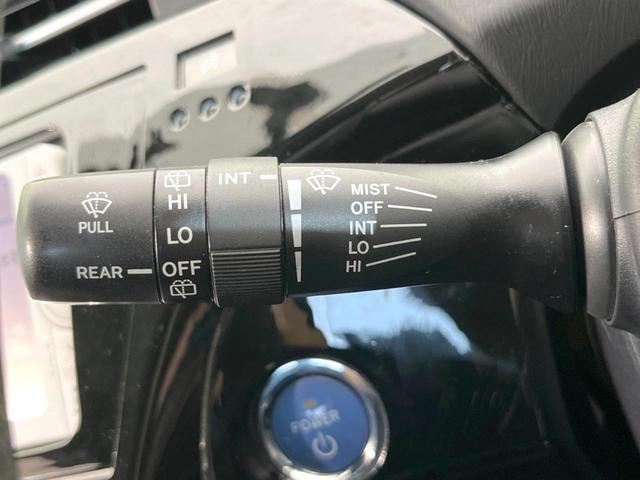 PULL
REAR
HI
LO
OFF
INT
MIST
OFF
INT
LO
HI
POWER